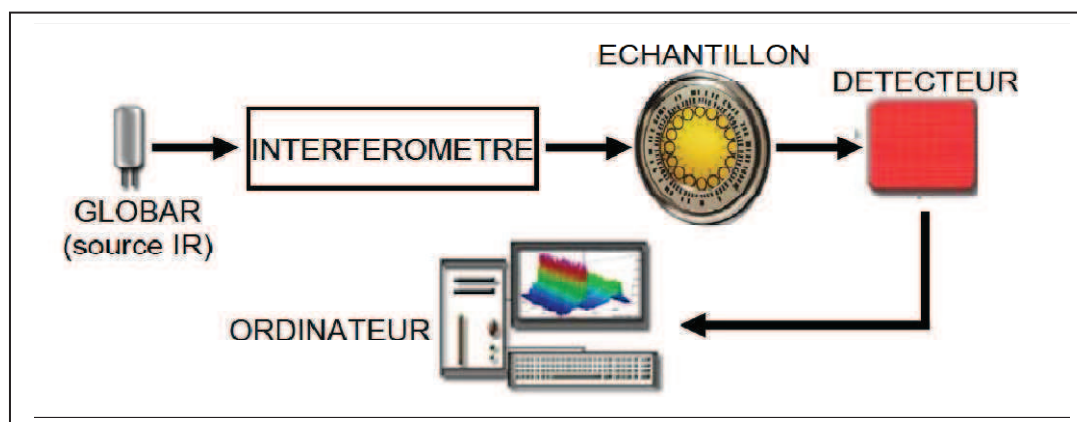 ECHANTILLON
DETECTEUR
INTERFEROMETRE
GLOBAR
(source IR)
ORDINATEUR